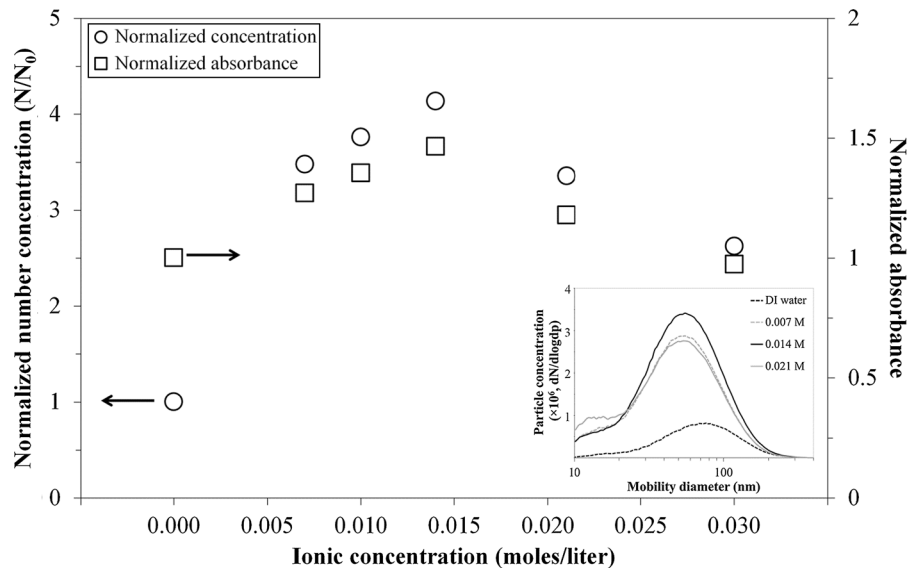 Normalized number concentration (N/N₀)
5
4
3
2
1
0
Normalized concentration
Normalized absorbance
2
1.5
1
0.5
0
Normalized absorbance
Particle concentration
(×10⁶, dN/dlogdp)
4
3
2
1
DI water
0.007 M
0.014 M
0.021 M
10
100
Mobility diameter (nm)
0.000
0.005
0.010
0.015
0.020
0.025
0.030
Ionic concentration (moles/liter)